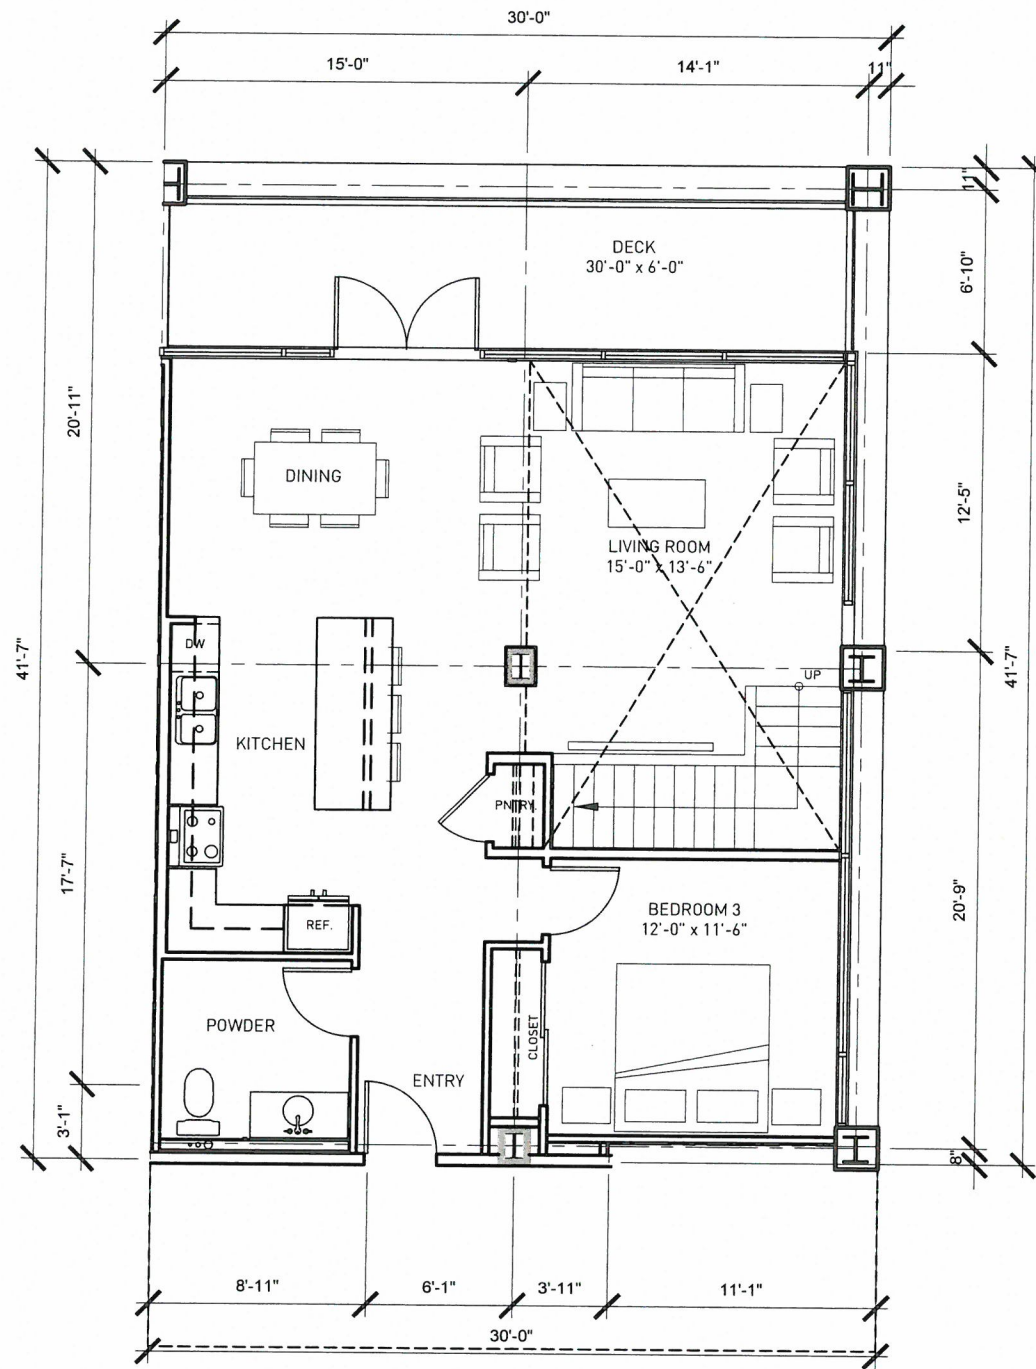 30'-0"
15'-0"
14'-1"
11"
11"
DECK
30'-0" x 6'-0"
6'-10"
20'-11"
DINING
12'-5"
LIVING ROOM
15'-0" x 13'-6"
DW
41'-7"
41'-7"
UP
KITCHEN
PNTRY.
17'-7"
BEDROOM 3
12'-0" x 11'-6"
20'-9"
REF.
POWDER
CLOSET
ENTRY
3'-1"
8"
8'-11"
6'-1"
3'-11"
11'-1"
30'-0"